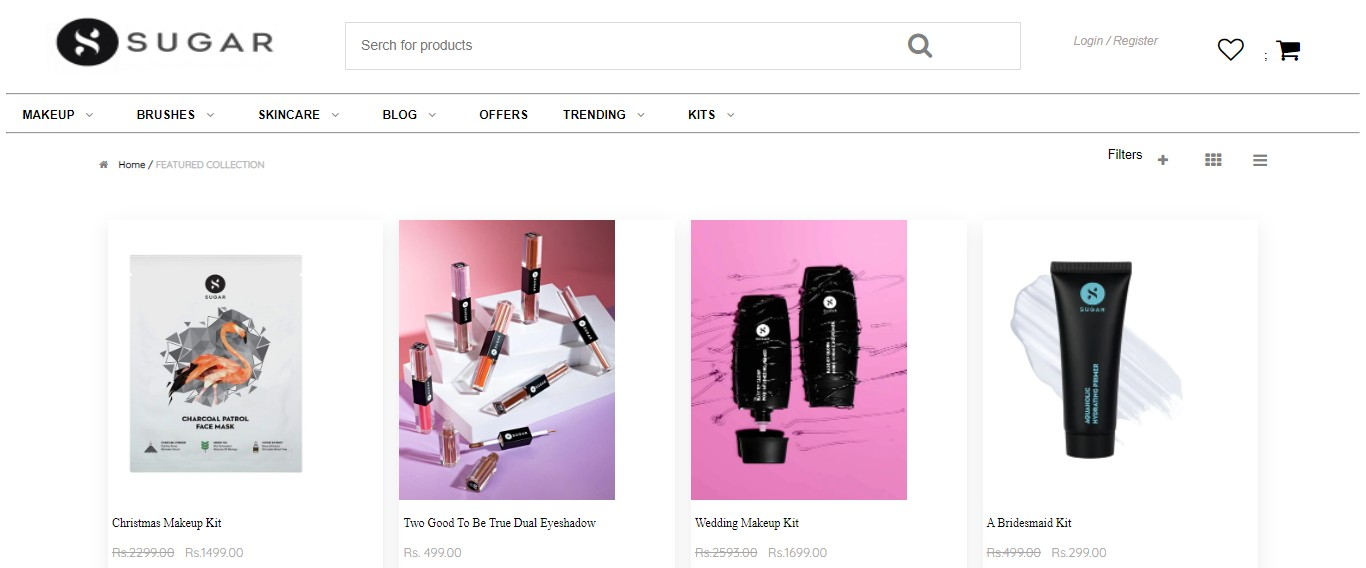 SUGAR
Serch for products
Login / Register
;
MAKEUP BRUSHES SKINCARE BLOG OFFERS TRENDING KITS
Home / FEATURED COLLECTION
Filters
SUGAR
CHARCOAL PATROL
FACE MASK
SUGAR
SUGAR
SUGAR
AQUAHOLIC
HYDRATING PRIMER
Christmas Makeup Kit
Rs.2299.00 Rs.1499.00
Two Good To Be True Dual Eyeshadow
Rs. 499.00
Wedding Makeup Kit
Rs.2593.00 Rs.1699.00
A Bridesmaid Kit
Rs.499.00 Rs.299.00